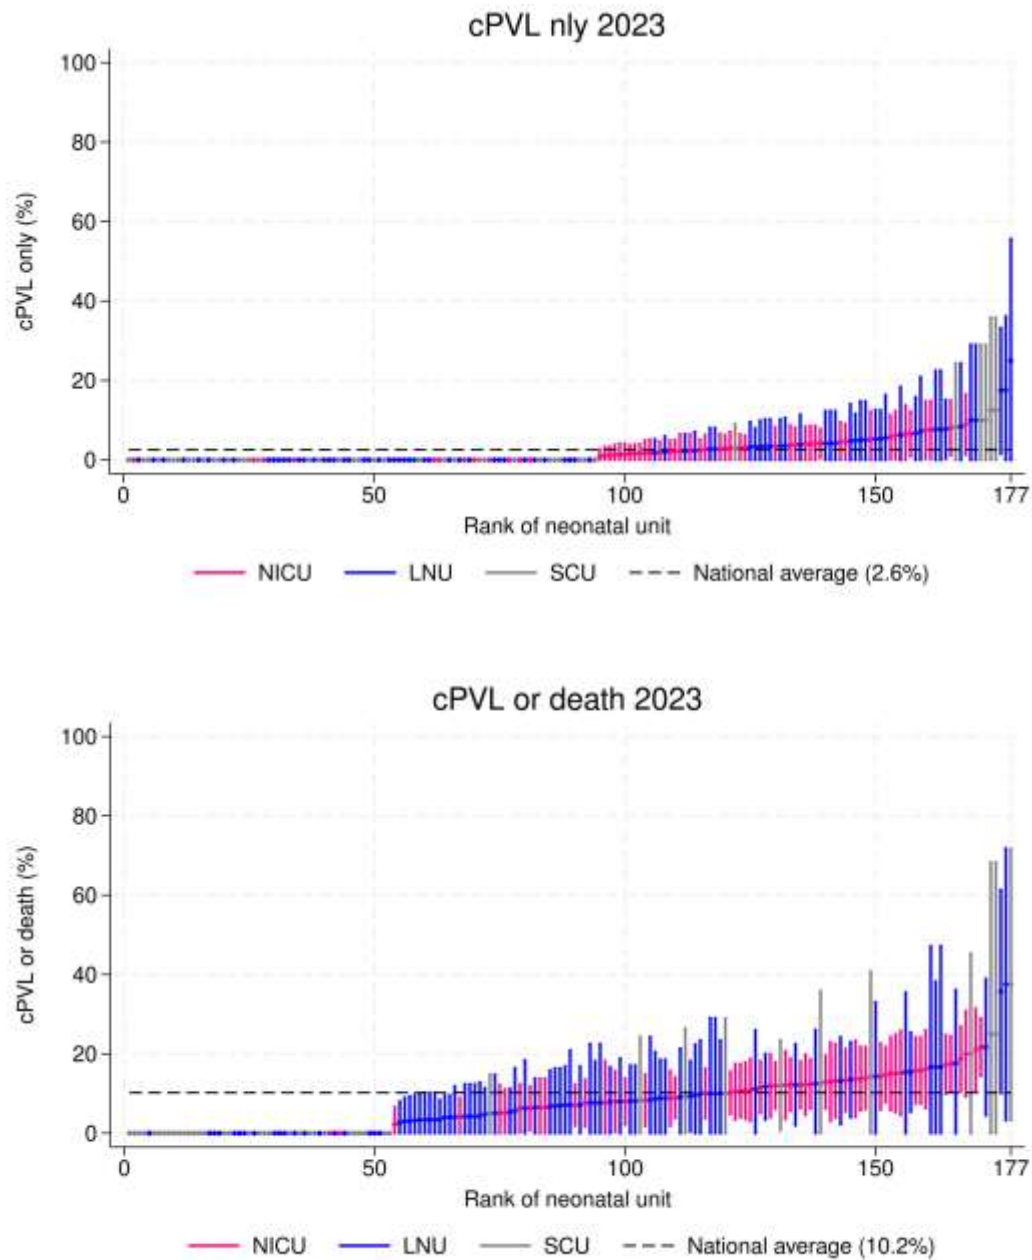 cPVL nly 2023
100
80
60
40
20
0
cPVL only (%)
0 50 100 150 177
Rank of neonatal unit
NICU LNU SCU National average (2.6%)
cPVL or death 2023
100
80
60
40
20
0
cPVL or death (%)
0 50 100 150 177
Rank of neonatal unit
NICU LNU SCU National average (10.2%)